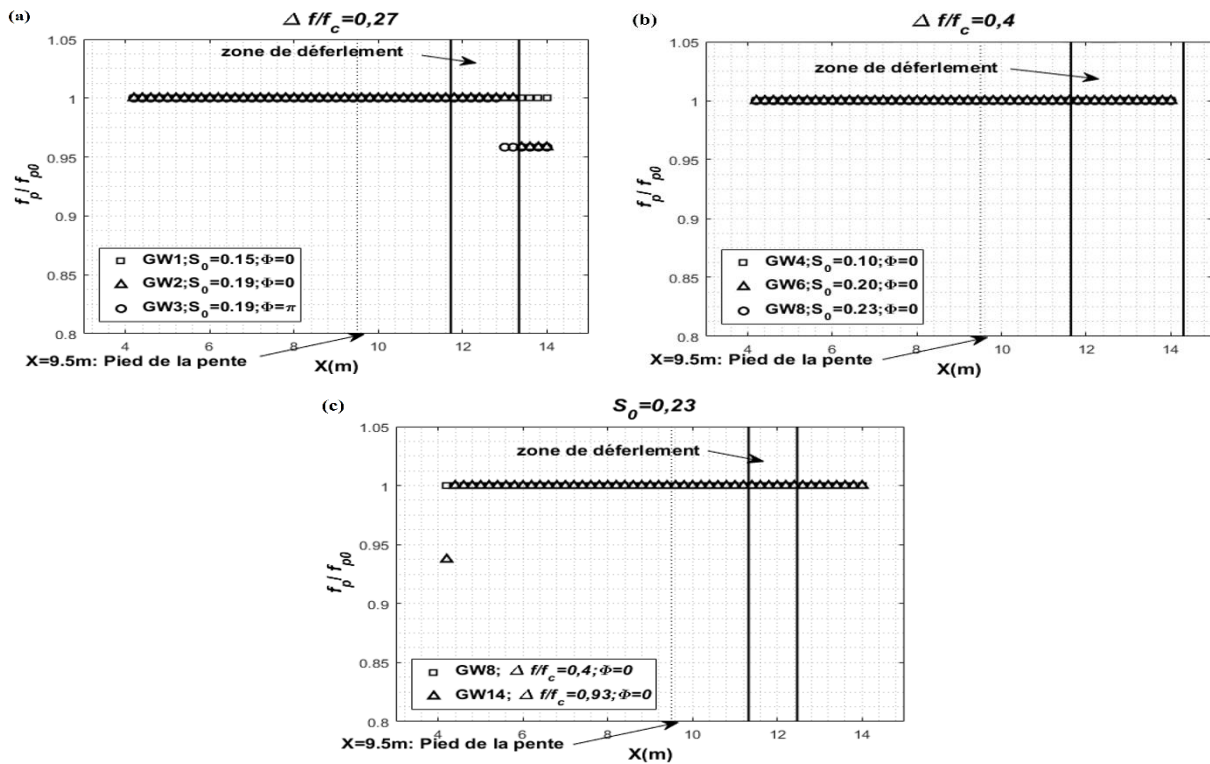 (a)
Δ f/f_c=0,27
1.05
1
0.95
0.9
0.85
0.8
f_p / f_p0
zone de déferlement
GW1;S_0=0.15;Φ=0
GW2;S_0=0.19;Φ=0
GW3;S_0=0.19;Φ=π
4 6 8 10 12 14
X=9.5m: Pied de la pente
X(m)
(b)
Δ f/f_c=0,4
1.05
1
0.95
0.9
0.85
0.8
f_p / f_p0
zone de déferlement
GW4;S_0=0.10;Φ=0
GW6;S_0=0.20;Φ=0
GW8;S_0=0.23;Φ=0
4 6 8 10 12 14
X=9.5m: Pied de la pente
X(m)
(c)
S_0=0,23
1.05
1
0.95
0.9
0.85
0.8
f_p / f_p0
zone de déferlement
GW8; Δ f/f_c=0,4;Φ=0
GW14; Δ f/f_c=0,93;Φ=0
4 6 8 10 12 14
X=9.5m: Pied de la pente
X(m)